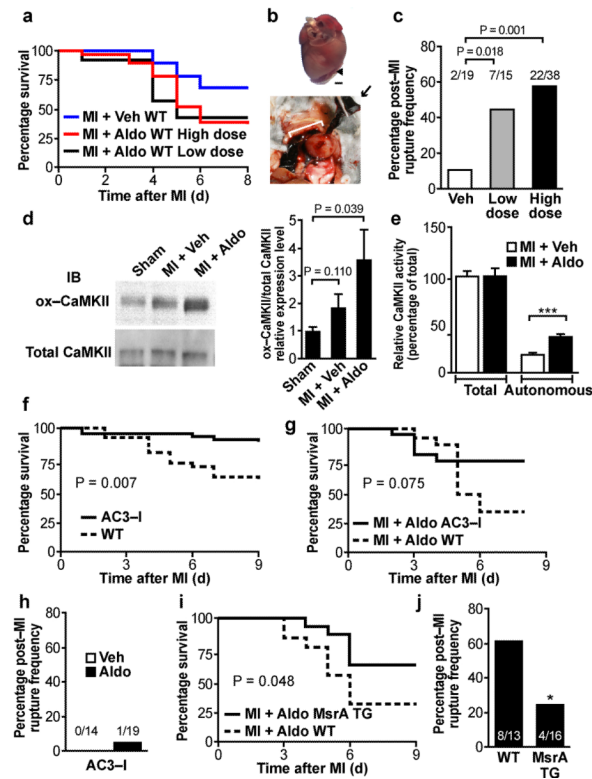 a
Percentage survival
100
75
50
25
0
MI + Veh WT
MI + Aldo WT High dose
MI + Aldo WT Low dose
0 2 4 6 8
Time after MI (d)
b
c
Percentage post–MI
rupture frequency
80
60
40
20
0
P = 0.001
P = 0.018
2/19 7/15 22/38
Veh Low dose High dose
d
IB
Sham
MI + Veh
MI + Aldo
ox–CaMKII
Total CaMKII
ox–CaMKII/total CaMKII
relative expression level
5
4
3
2
1
0
P = 0.039
P = 0.110
Sham
MI + Veh
MI + Aldo
e
Relative CaMKII activity
(percentage of total)
150
100
50
0
MI + Veh
MI + Aldo
***
Total Autonomous
f
Percentage survival
100
75
50
25
0
P = 0.007
AC3–I
WT
0 3 6 9
Time after MI (d)
g
Percentage survival
100
75
50
25
0
P = 0.075
MI + Aldo AC3–I
MI + Aldo WT
0 3 6 9
Time after MI (d)
h
Percentage post–MI
rupture frequency
80
60
40
20
0
Veh
Aldo
0/14 1/19
AC3–I
i
Percentage survival
100
75
50
25
0
P = 0.048
MI + Aldo MsrA TG
MI + Aldo WT
0 3 6 9
Time after MI (d)
j
Percentage post–MI
rupture frequency
80
60
40
20
0
*
8/13 4/16
WT MsrA
TG